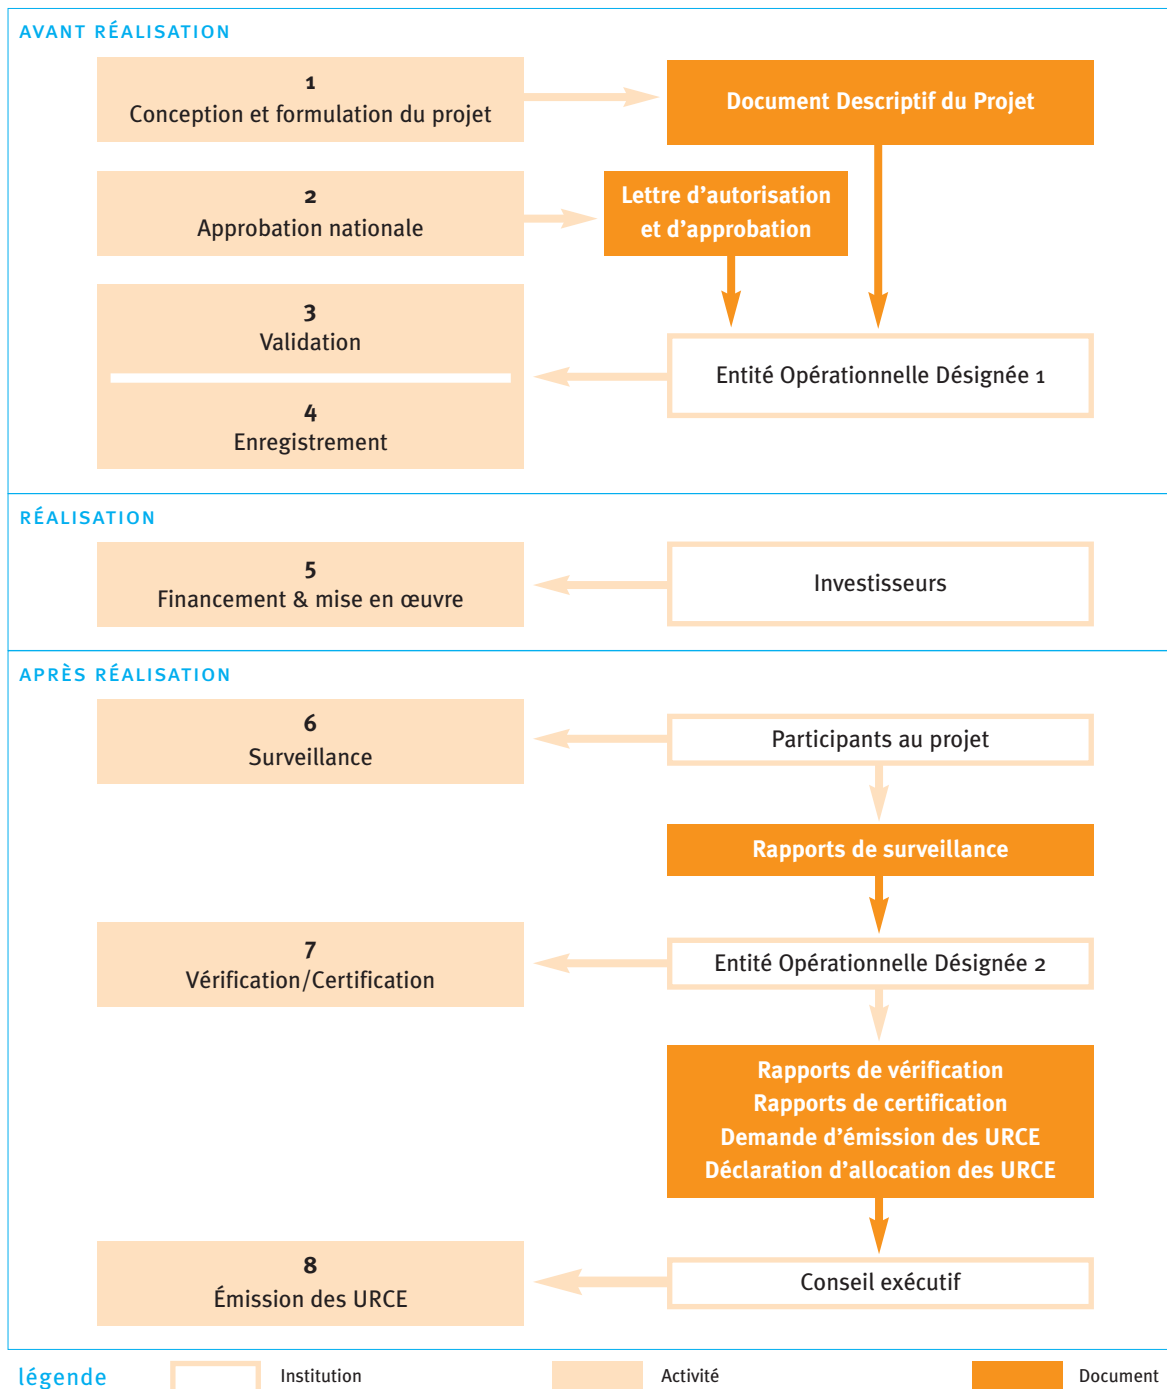 AVANT RÉALISATION
1
Conception et formulation du projet
Document Descriptif du Projet
2
Approbation nationale
Lettre d'autorisation
et d'approbation
3
Validation
Entité Opérationnelle Désignée 1
4
Enregistrement
RÉALISATION
5
Financement & mise en œuvre
Investisseurs
APRÈS RÉALISATION
6
Surveillance
Participants au projet
Rapports de surveillance
7
Vérification/Certification
Entité Opérationnelle Désignée 2
Rapports de vérification
Rapports de certification
Demande d'émission des URCE
Déclaration d'allocation des URCE
8
Émission des URCE
Conseil exécutif
légende
Institution
Activité
Document